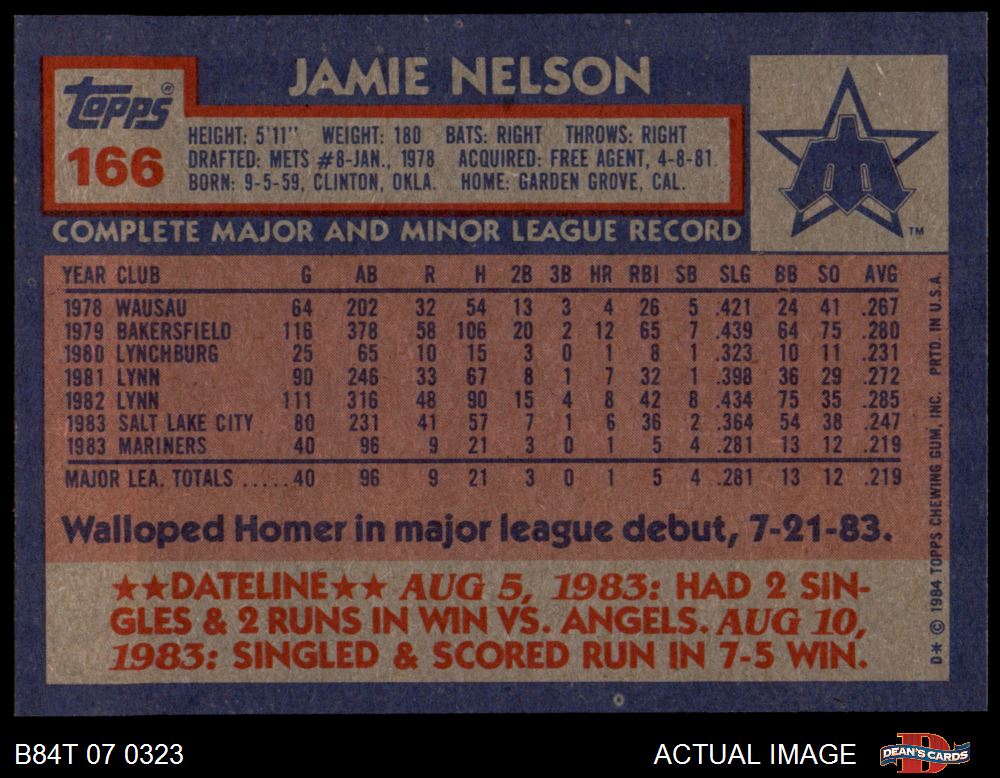 JAMIE NELSON
Topps®
166
HEIGHT: 5'11" WEIGHT: 180 BATS: RIGHT THROWS: RIGHT
DRAFTED: METS #8-JAN., 1978 ACQUIRED: FREE AGENT, 4-8-81
BORN: 9-5-59, CLINTON, OKLA. HOME: GARDEN GROVE, CAL.
TM
COMPLETE MAJOR AND MINOR LEAGUE RECORD
YEAR CLUB G AB R H 2B 3B HR RBI SB SLG BB SO AVG
1978 WAUSAU 64 202 32 54 13 3 4 26 5 .421 24 41 .267
1979 BAKERSFIELD 116 378 58 106 20 2 12 65 7 .439 64 75 .280
1980 LYNCHBURG 25 65 10 15 3 0 1 8 1 .323 10 11 .231
1981 LYNN 90 246 33 67 8 1 7 32 1 .398 36 29 .272
1982 LYNN 111 316 48 90 15 4 8 42 8 .434 75 35 .285
1983 SALT LAKE CITY 80 231 41 57 7 1 6 36 2 .364 54 38 .247
1983 MARINERS 40 96 9 21 3 0 1 5 4 .281 13 12 .219
MAJOR LEA. TOTALS .....40 96 9 21 3 0 1 5 4 .281 13 12 .219
Walloped Homer in major league debut, 7-21-83.
★★DATELINE★★ AUG 5, 1983: HAD 2 SIN-
GLES & 2 RUNS IN WIN VS. ANGELS. AUG 10,
1983: SINGLED & SCORED RUN IN 7-5 WIN.
D* © 1984 TOPPS CHEWING GUM, INC. PRTD. IN U.S.A.
B84T 07 0323
ACTUAL IMAGE
DEAN'S CARDS